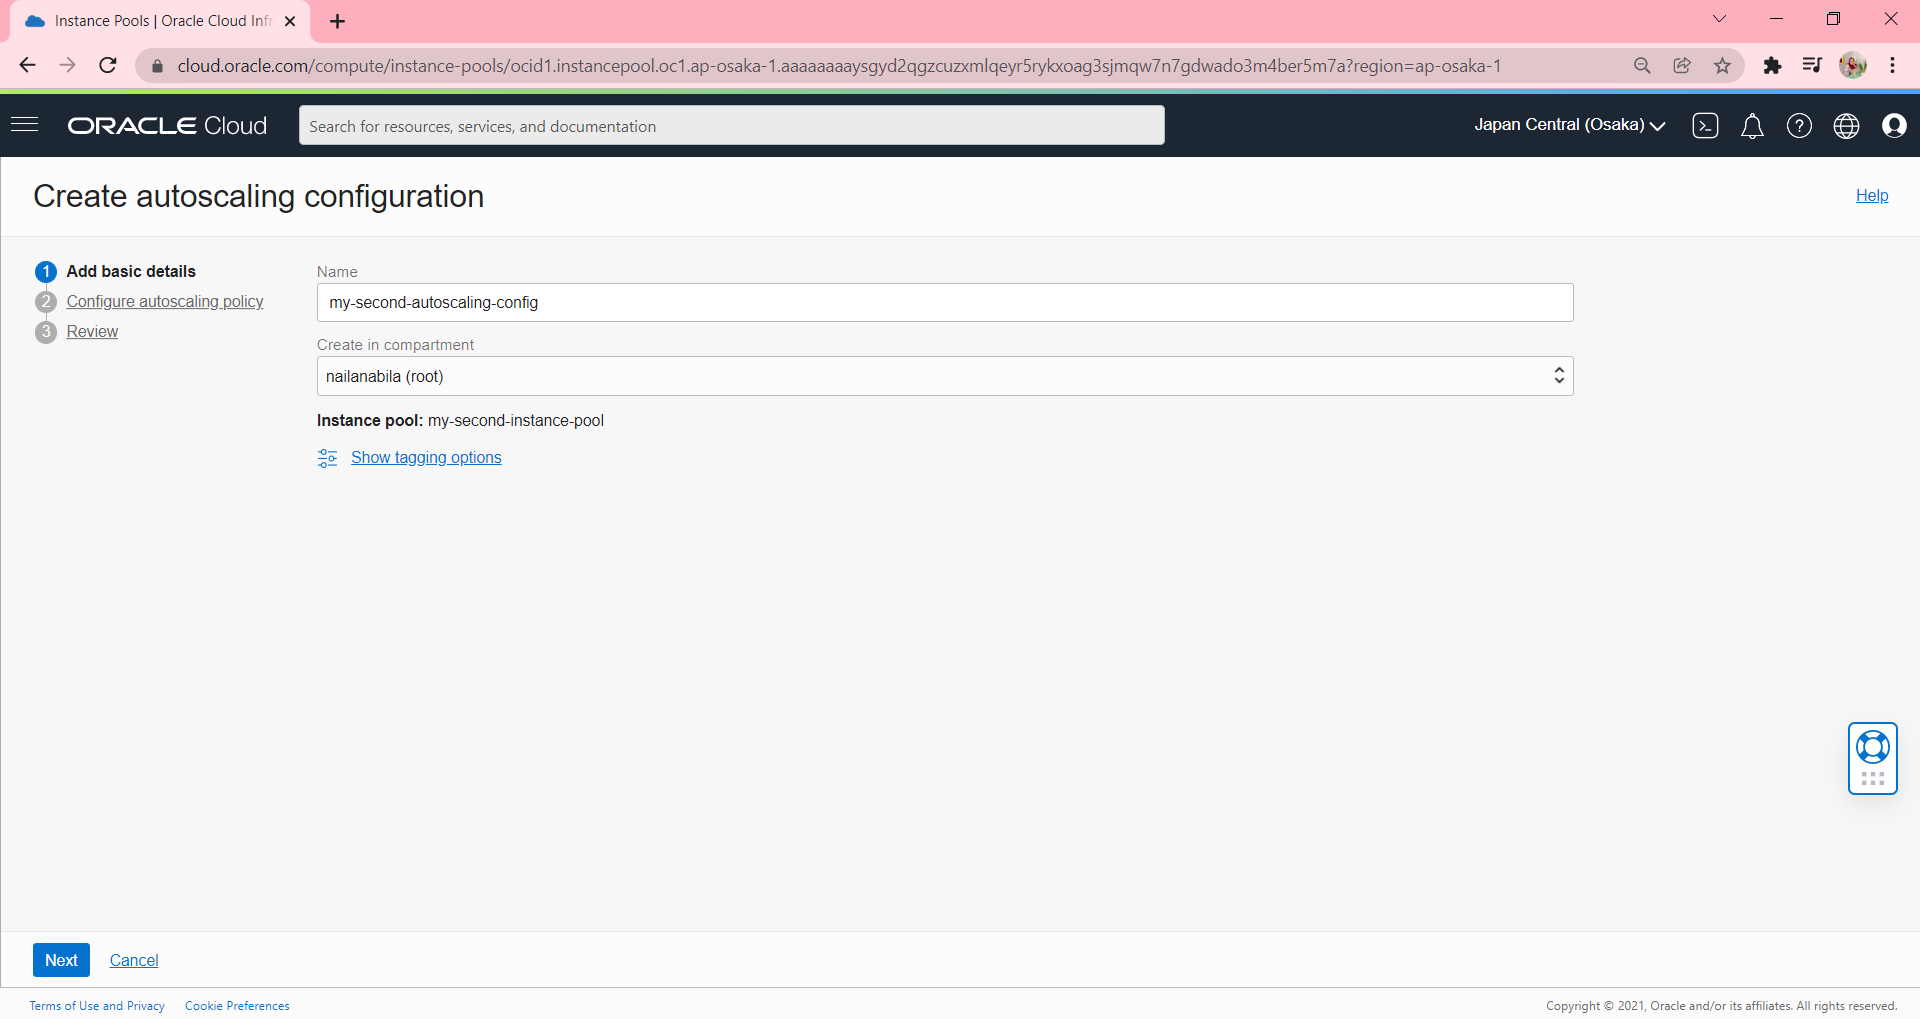 Instance Pools | Oracle Cloud Infr
cloud.oracle.com/compute/instance-pools/ocid1.instancepool.oc1.ap-osaka-1.aaaaaaaaysgyd2qgzcuzxmlqeyr5rykxoag3sjmqw7n7gdwado3m4ber5m7a?region=ap-osaka-1
ORACLE Cloud
Search for resources, services, and documentation
Japan Central (Osaka)
Create autoscaling configuration
Help
1 Add basic details
2 Configure autoscaling policy
3 Review
Name
my-second-autoscaling-config
Create in compartment
nailanabila (root)
Instance pool: my-second-instance-pool
Show tagging options
Next
Cancel
Terms of Use and Privacy
Cookie Preferences
Copyright © 2021, Oracle and/or its affiliates. All rights reserved.